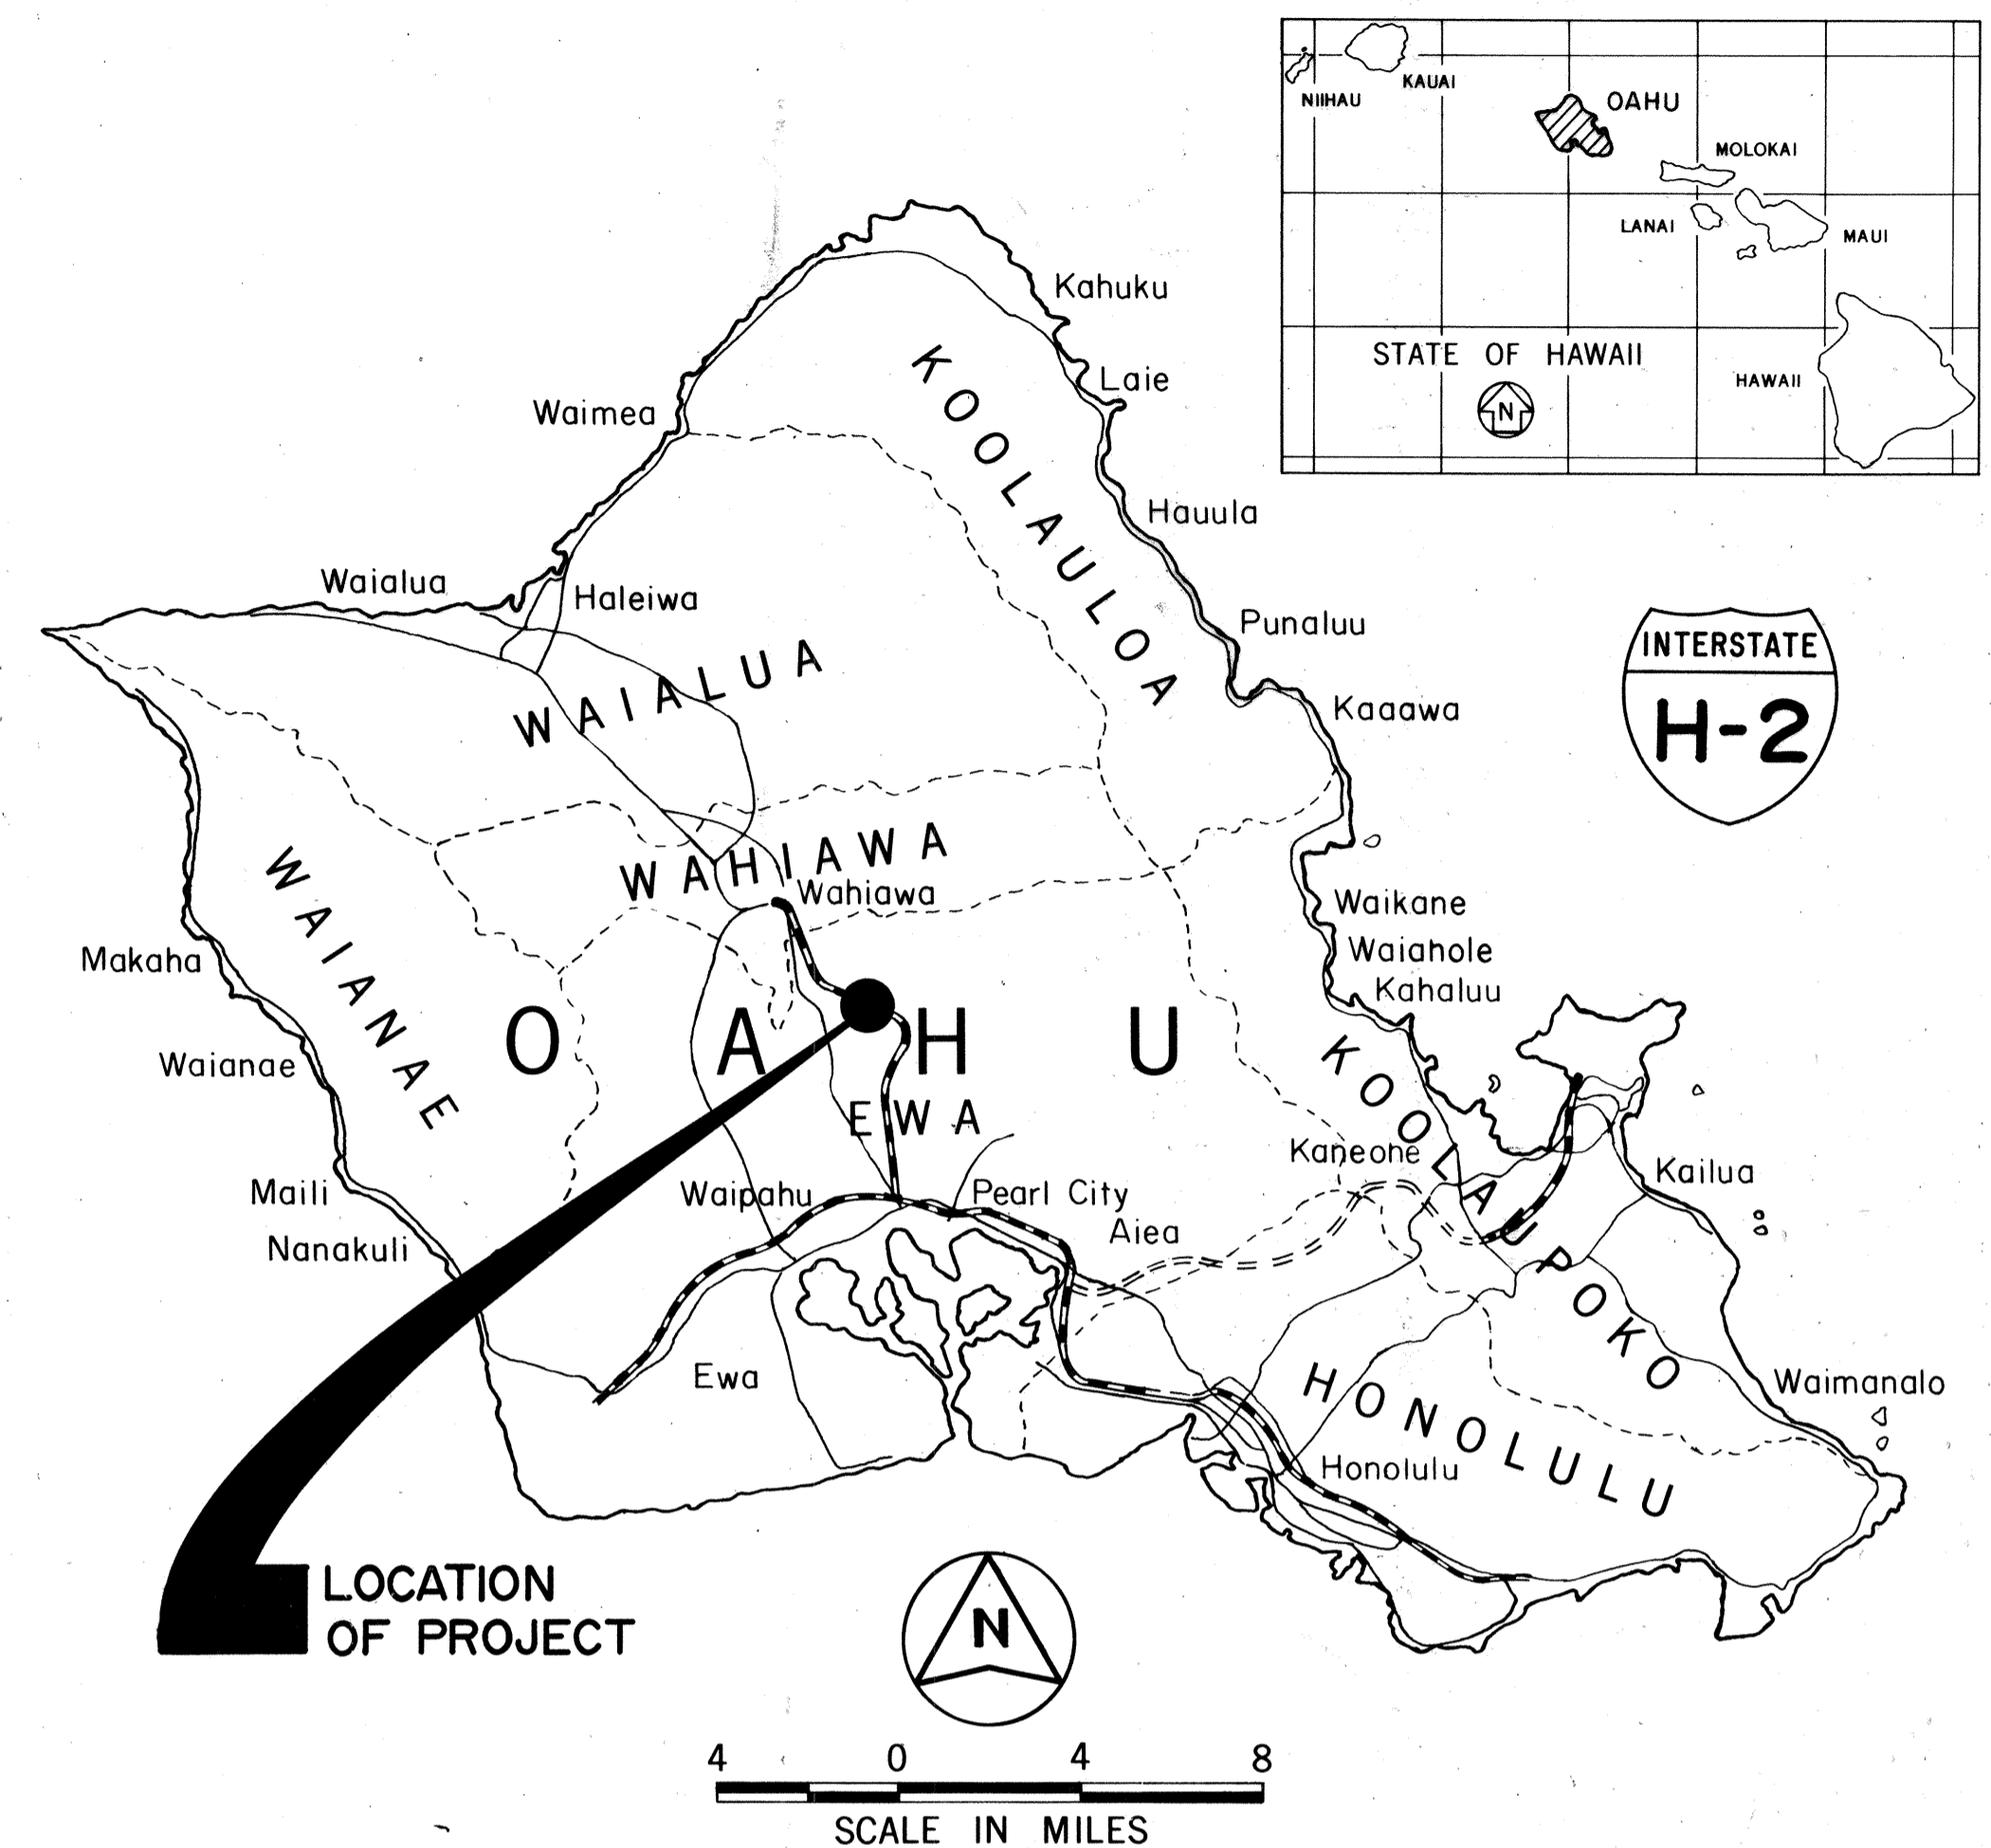 NIIHAU
KAUAI
OAHU
MOLOKAI
LANAI
MAUI
HAWAII
STATE OF HAWAII
N
Kahuku
Laie
Waimea
KOOLAULOA
Hauula
Waialua
Haleiwa
Punaluu
INTERSTATE
H-2
WAIALUA
Kaaawa
WAHIAWA
Wahiawa
WAIANAE
Waikane
Waiahole
Kahaluu
Makaha
OAHU
Waianae
KOOLAUPOKO
EWA
Kaneohe
Kailua
Maili
Waipahu
Pearl City
Aiea
Nanakuli
Ewa
HONOLULU
Waimanalo
Honolulu
LOCATION
OF PROJECT
N
4 0 4 8
SCALE IN MILES